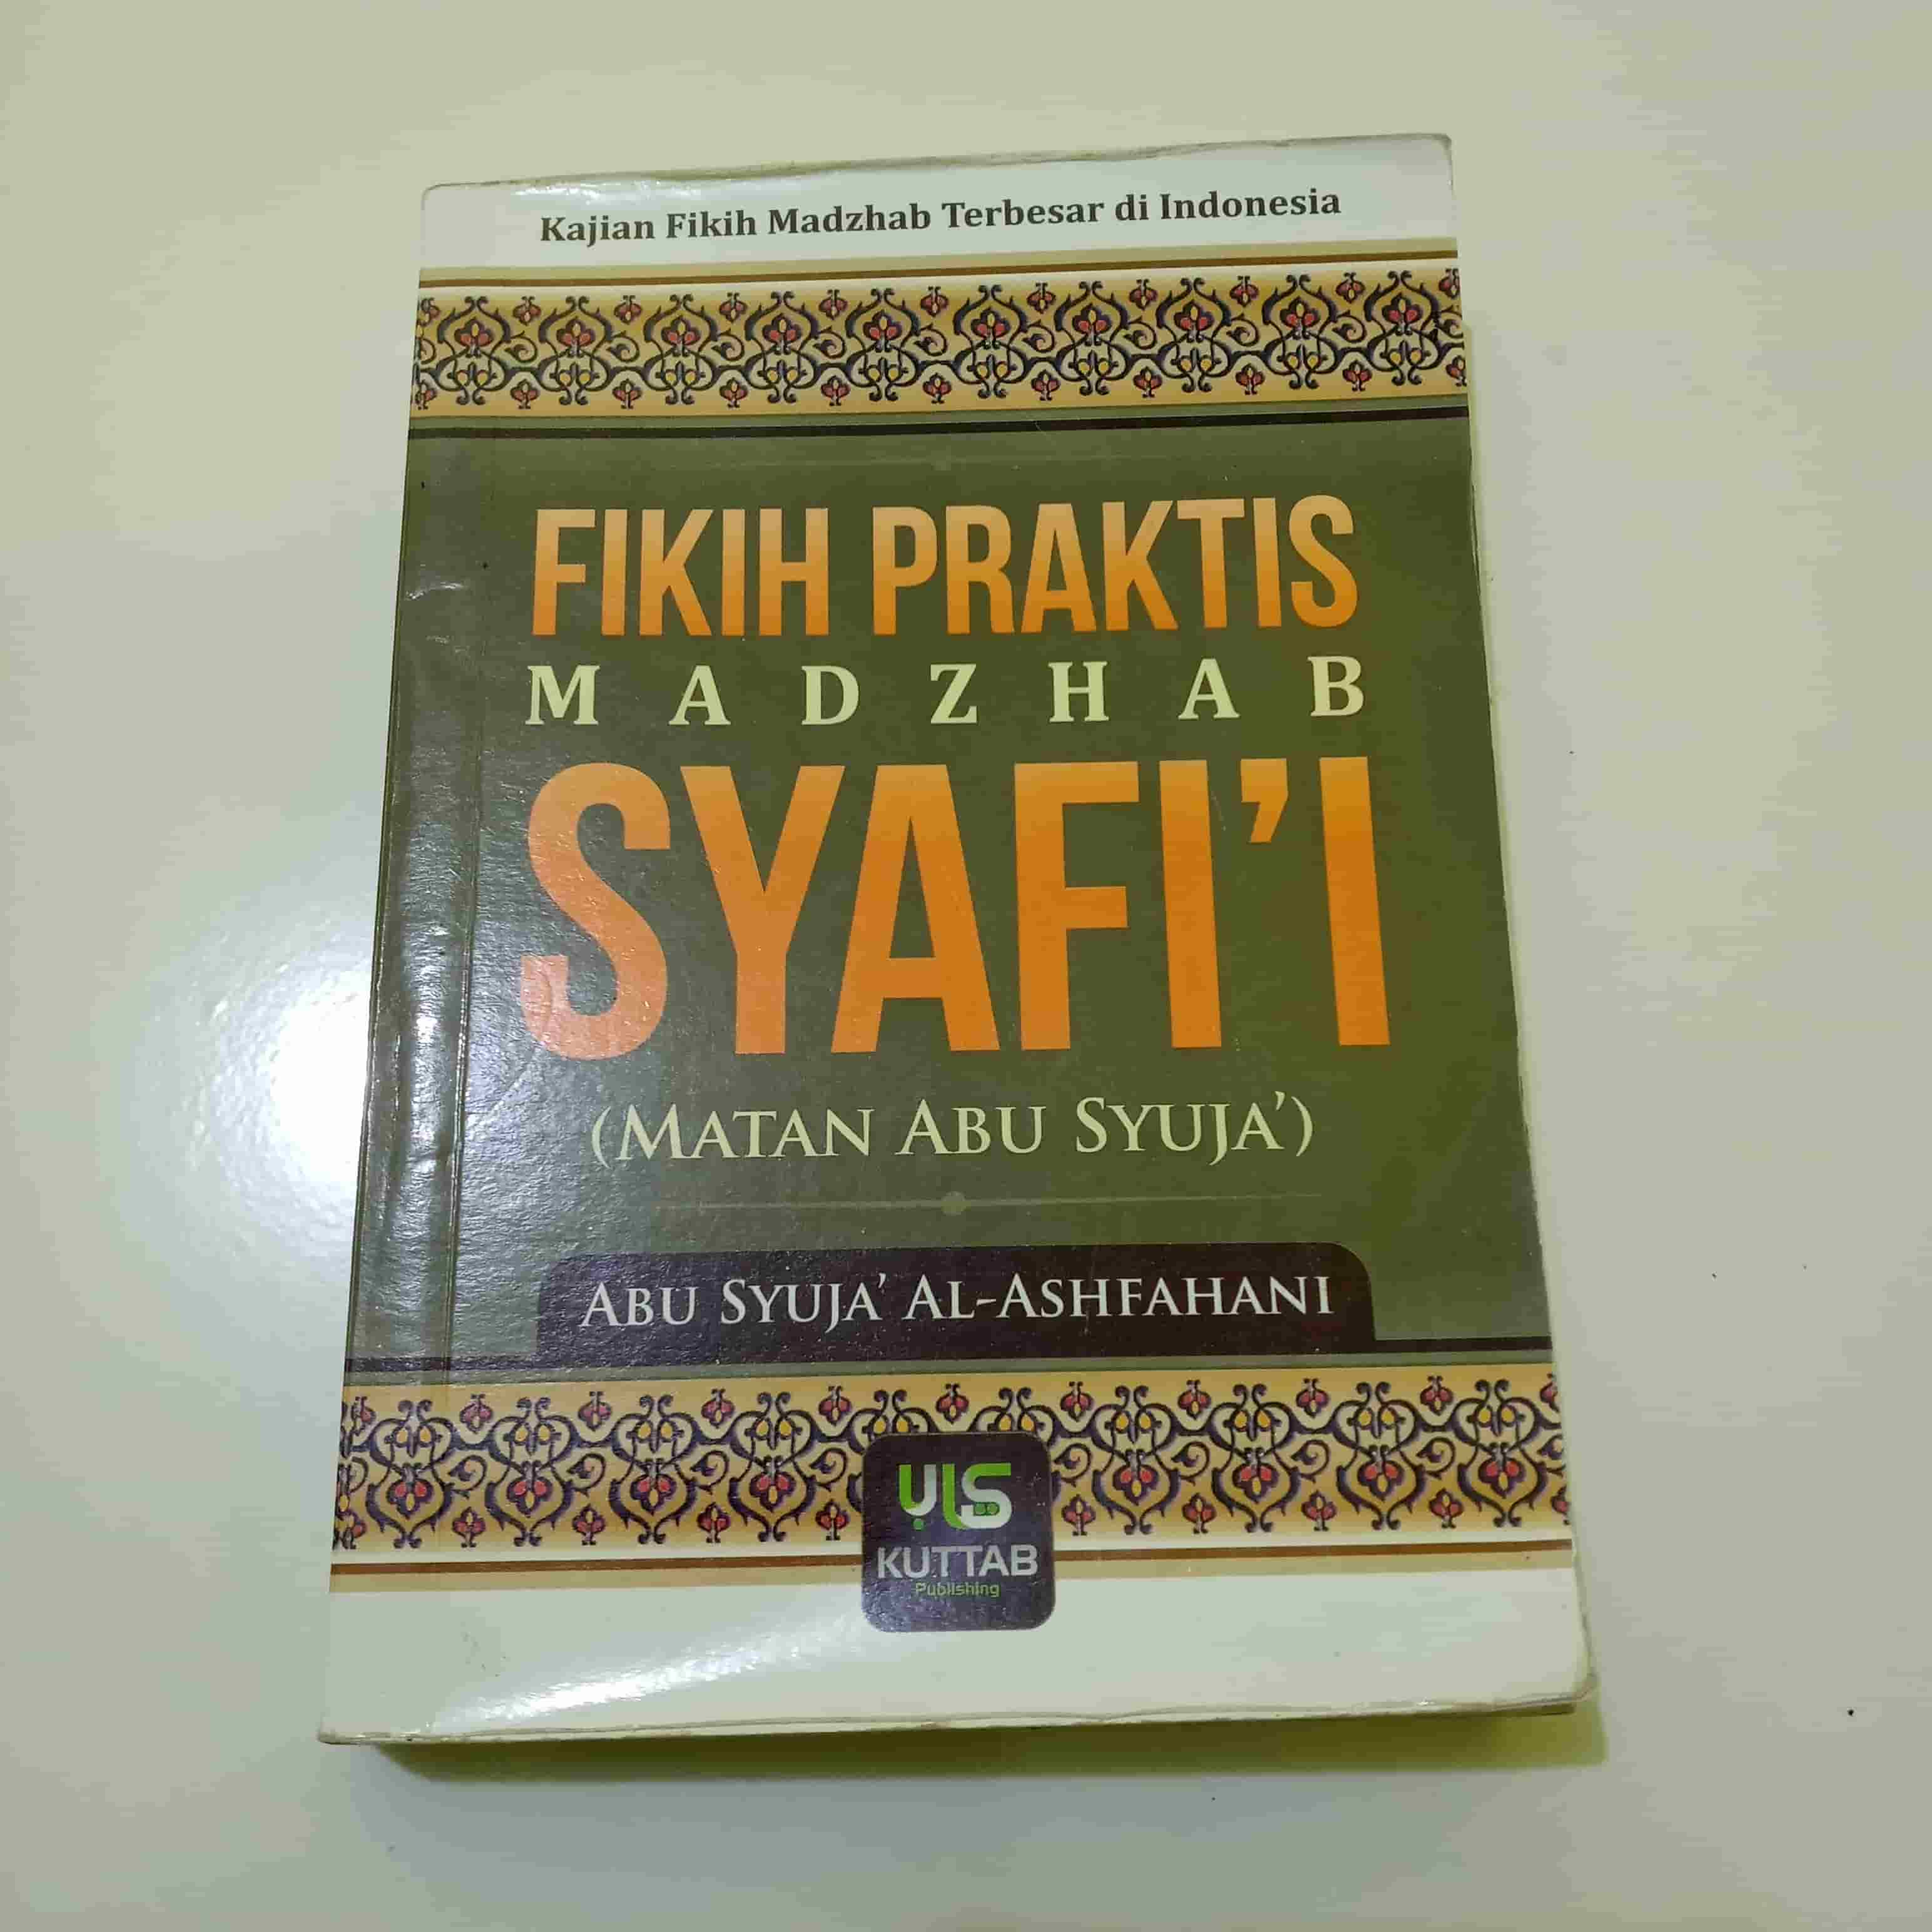 Kajian Fikih Madzhab Terbesar di Indonesia
FIKIH PRAKTIS
MADZHAB
SYAFI'I
(MATAN ABU SYUJA')
ABU SYUJA' AL-ASHFAHANI
كتاب
KUTTAB
Publishing